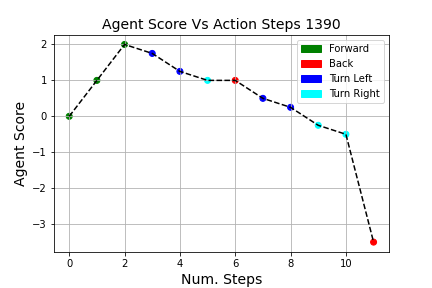 Agent Score Vs Action Steps 1390
Agent Score
2
1
0
−1
−2
−3
Forward
Back
Turn Left
Turn Right
0 2 4 6 8 10
Num. Steps